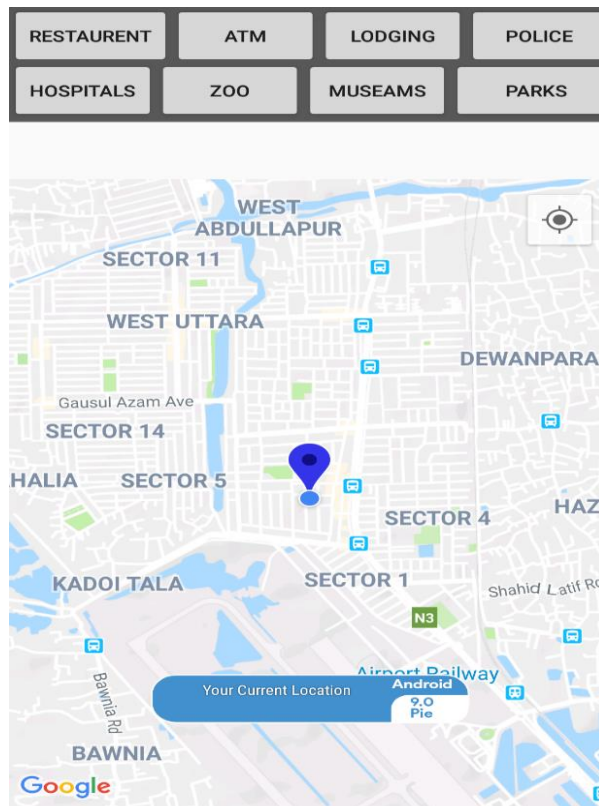 RESTAURENT
ATM
LODGING
POLICE
HOSPITALS
ZOO
MUSEAMS
PARKS
WEST
ABDULLAPUR
SECTOR 11
WEST UTTARA
DEWANPARA
Gausul Azam Ave
SECTOR 14
HALIA
SECTOR 5
SECTOR 4
HAZ
KADOI TALA
SECTOR 1
Shahid Latif Rd
N3
Airport Railway
Your Current Location
Android
9.0
Pie
Bawnia Rd
BAWNIA
Google